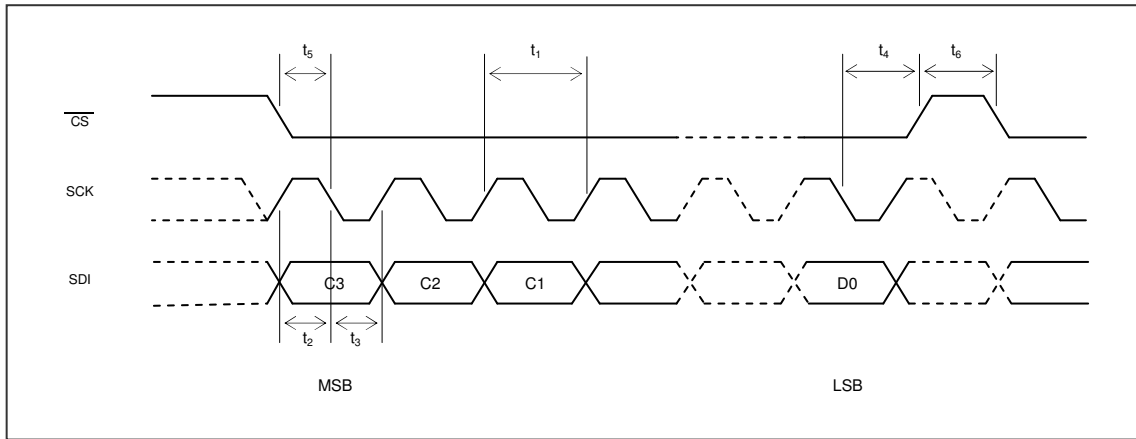 t₅ t₁ t₄ t₆
CS
SCK
SDI C3 C2 C1 D0
t₂ t₃
MSB LSB